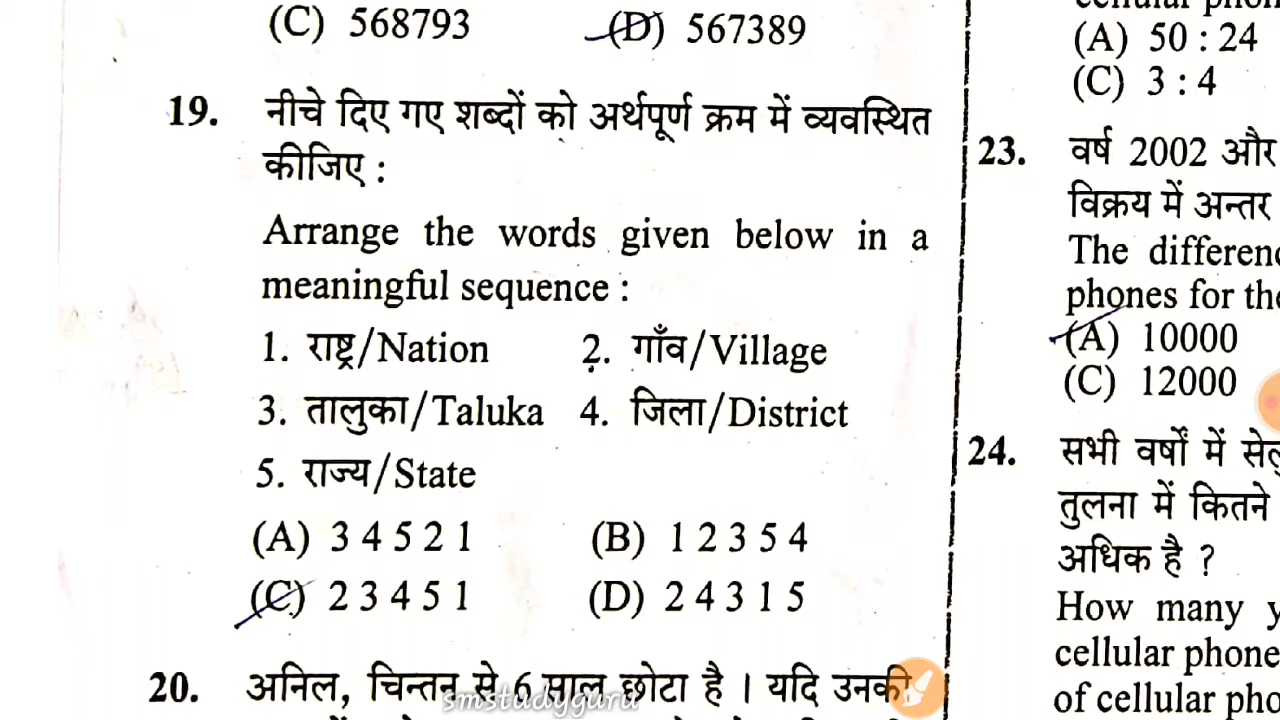 (C) 568793 (D) 567389
19. नीचे दिए गए शब्दों को अर्थपूर्ण क्रम में व्यवस्थित
कीजिए :
Arrange the words given below in a
meaningful sequence :
1. राष्ट्र/Nation 2. गाँव/Village
3. तालुका/Taluka 4. जिला/District
5. राज्य/State
(A) 3 4 5 2 1 (B) 1 2 3 5 4
(C) 2 3 4 5 1 (D) 2 4 3 1 5
20. अनिल, चिन्तन से 6 साल छोटा है । यदि उनकी
smstudyguru
(A) 50 : 24
(C) 3 : 4
23. वर्ष 2002 और
विक्रय में अन्तर
The differenc
phones for the
(A) 10000
(C) 12000
24. सभी वर्षों में
तुलना में कितने
अधिक है ?
How many y
cellular phone
of cellular pho